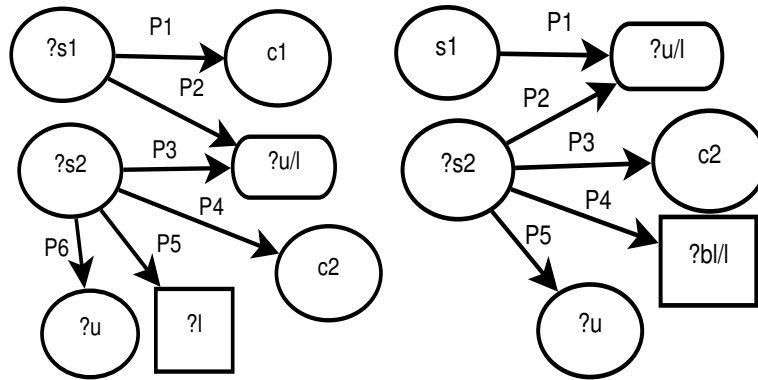 ?s1 P1 c1
P2
?s2 P3 ?u/l
P4
P6 P5 c2
?u ?l
s1 P1 ?u/l
P2
?s2 P3 c2
P4
P5 ?bl/l
?u